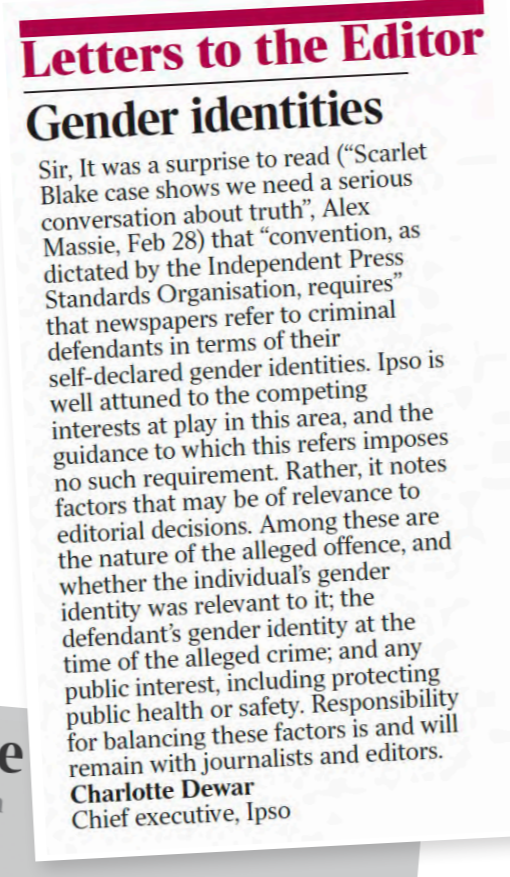 Letters to the Editor
Gender identities
Sir, It was a surprise to read (“Scarlet
Blake case shows we need a serious
conversation about truth”, Alex
Massie, Feb 28) that “convention, as
dictated by the Independent Press
Standards Organisation, requires”
that newspapers refer to criminal
defendants in terms of their
self-declared gender identities. Ipso is
well attuned to the competing
interests at play in this area, and the
guidance to which this refers imposes
no such requirement. Rather, it notes
factors that may be of relevance to
editorial decisions. Among these are
the nature of the alleged offence, and
whether the individual’s gender
identity was relevant to it; the
defendant’s gender identity at the
time of the alleged crime; and any
public interest, including protecting
public health or safety. Responsibility
for balancing these factors is and will
remain with journalists and editors.
Charlotte Dewar
Chief executive, Ipso
e